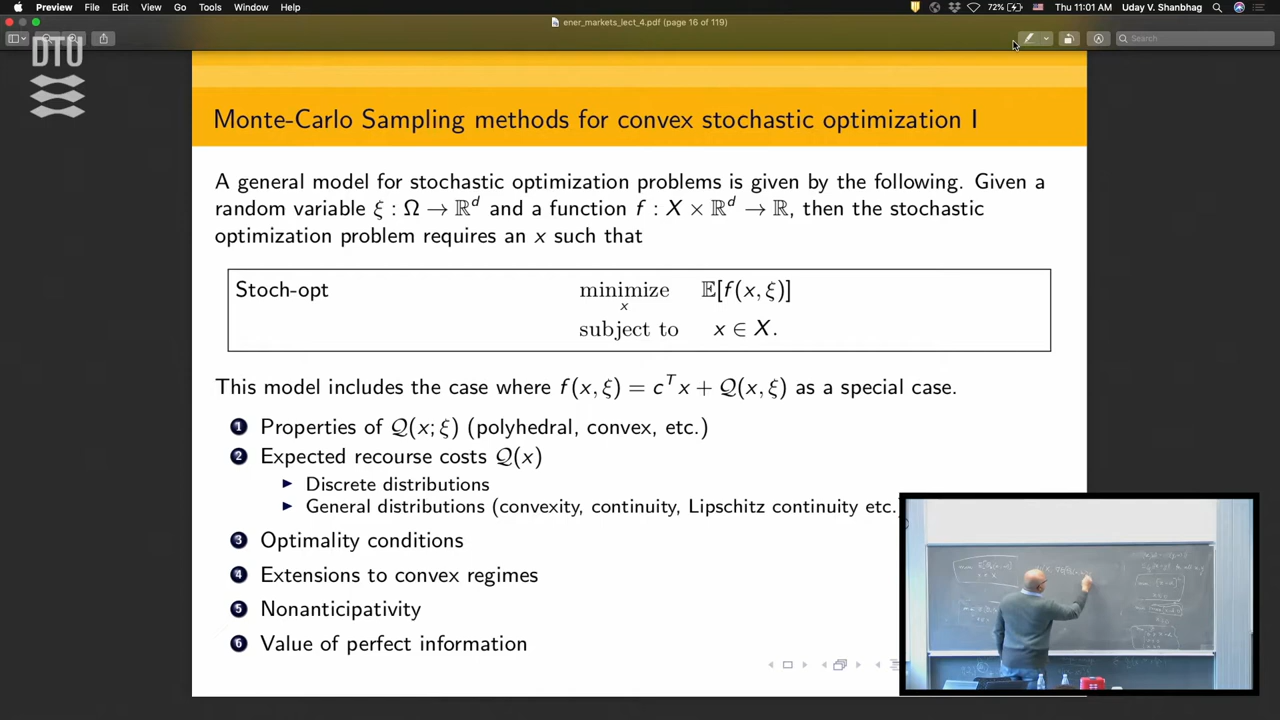 Preview File Edit View Go Tools Window Help 72% Thu 11:01 AM Uday V. Shanbhag
ener_markets_lect_4.pdf (page 16 of 119)
Search
DTU
Monte-Carlo Sampling methods for convex stochastic optimization I
A general model for stochastic optimization problems is given by the following. Given a
random variable ξ : Ω → ℝᵈ and a function f : X × ℝᵈ → ℝ, then the stochastic
optimization problem requires an x such that
Stoch-opt minimize 𝔼[f(x, ξ)]
x
subject to x ∈ X.
This model includes the case where f(x, ξ) = cᵀx + 𝒬(x, ξ) as a special case.
1 Properties of 𝒬(x; ξ) (polyhedral, convex, etc.)
2 Expected recourse costs 𝒬(x)
▶ Discrete distributions
▶ General distributions (convexity, continuity, Lipschitz continuity etc.
3 Optimality conditions
4 Extensions to convex regimes
5 Nonanticipativity
6 Value of perfect information